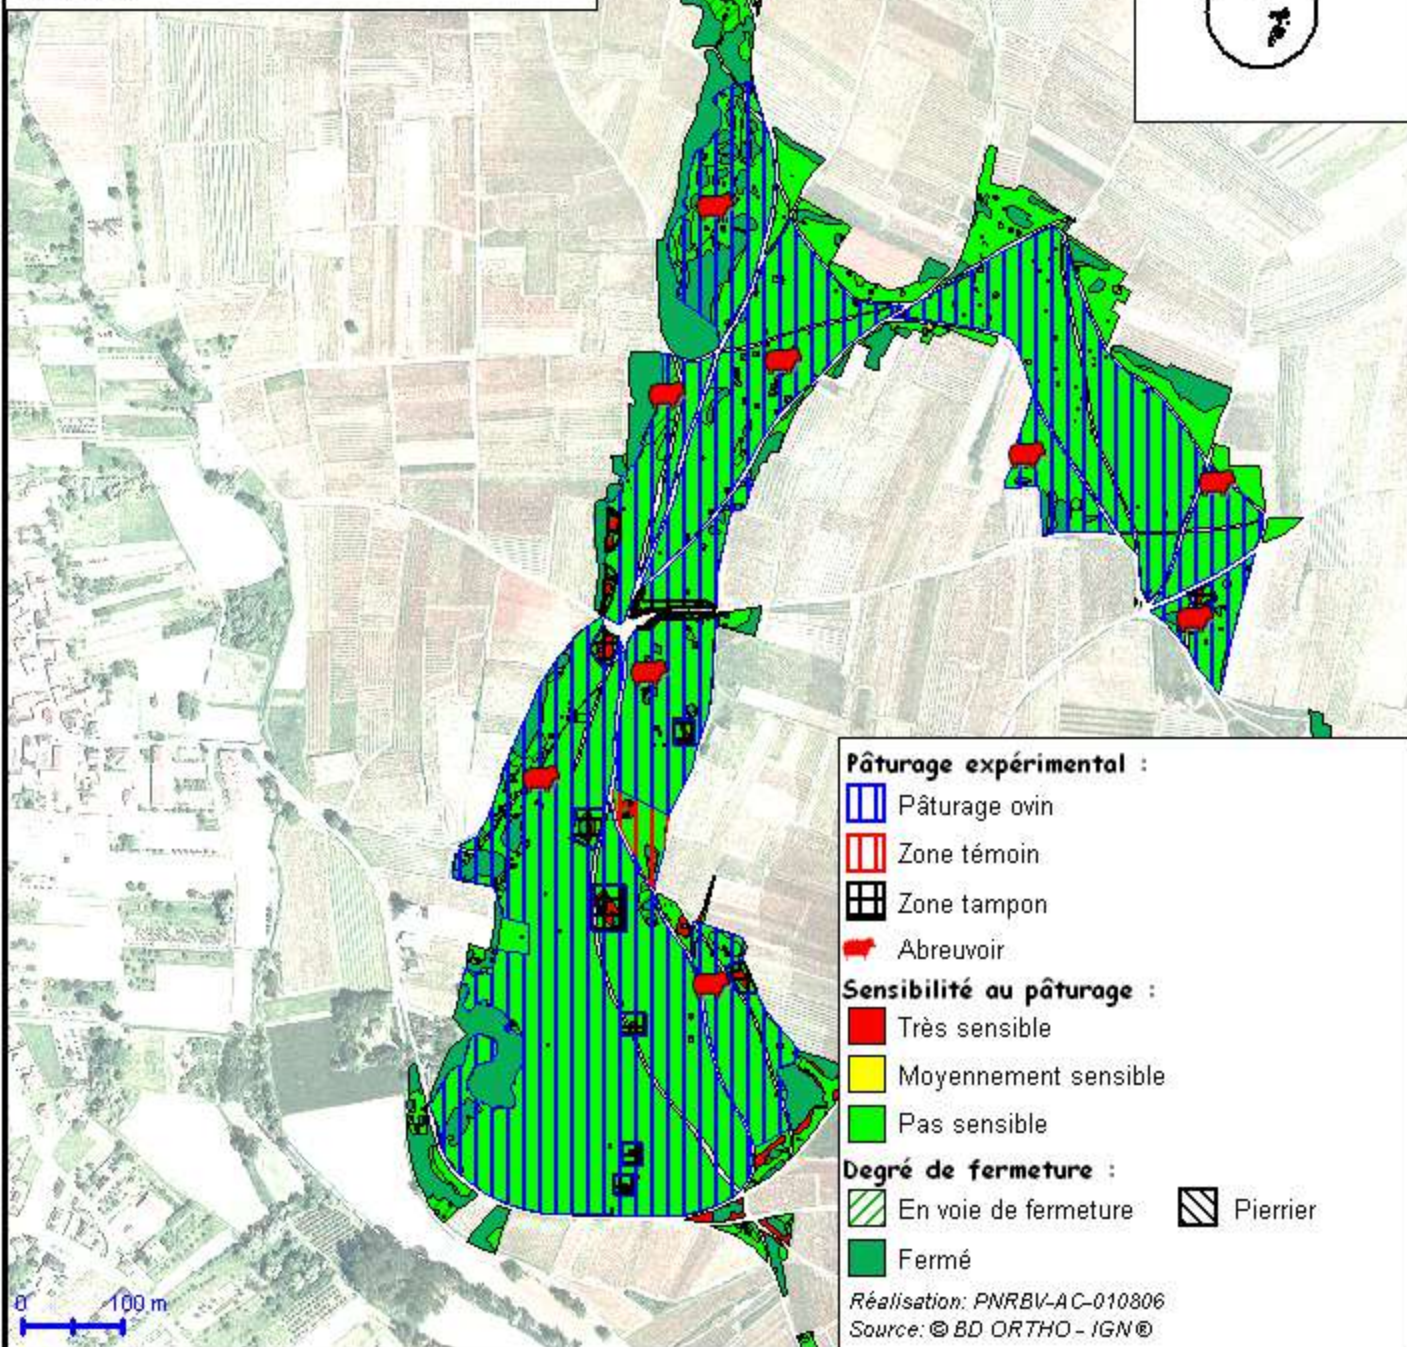 Pâturage expérimental :
Pâturage ovin
Zone témoin
Zone tampon
Abreuvoir
Sensibilité au pâturage :
Très sensible
Moyennement sensible
Pas sensible
Degré de fermeture :
En voie de fermeture
Pierrier
Fermé
0 100 m
Réalisation: PNRBV-AC-010806
Source: © BD ORTHO - IGN®